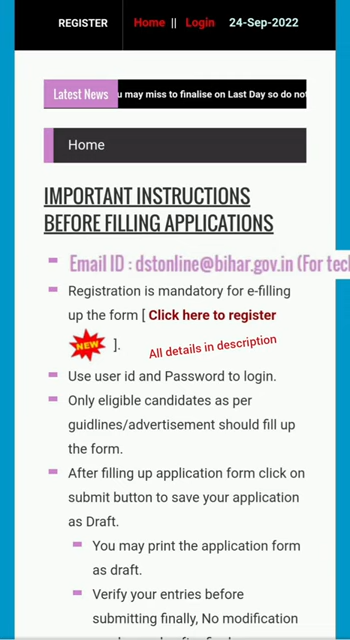 REGISTER Home || Login 24-Sep-2022
Latest News may miss to finalise on Last Day so do not
Home
IMPORTANT INSTRUCTIONS
BEFORE FILLING APPLICATIONS
Email ID : dstonline@bihar.gov.in (For
Registration is mandatory for e-filling
up the form [ Click here to register
NEW ].
All details in description
Use user id and Password to login.
Only eligible candidates as per
guidlines/advertisement should fill up
the form.
After filling up application form click on
submit button to save your application
as Draft.
You may print the application form
as draft.
Verify your entries before
submitting finally, No modification